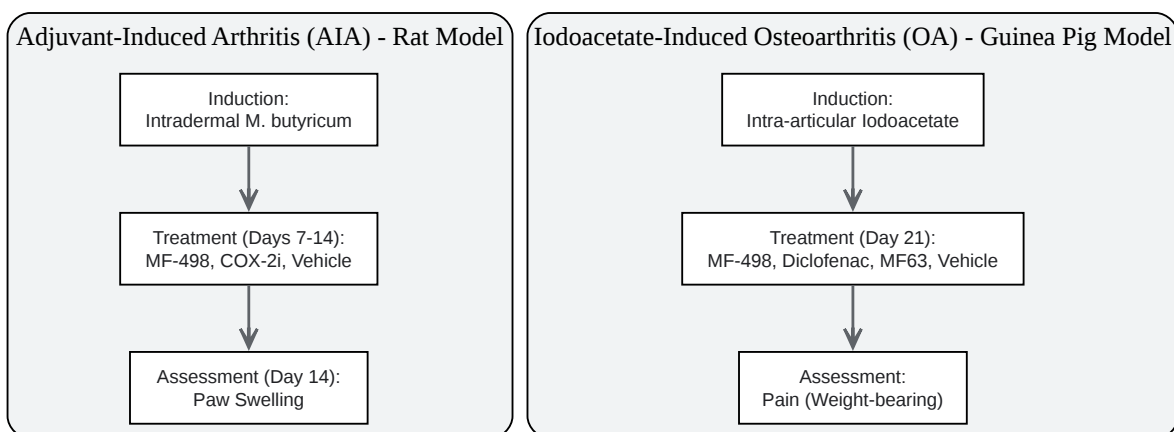 Adjuvant-Induced Arthritis (AIA) - Rat Model
Induction:
Intradermal M. butyricum
Treatment (Days 7-14):
MF-498, COX-2i, Vehicle
Assessment (Day 14):
Paw Swelling
Iodoacetate-Induced Osteoarthritis (OA) - Guinea Pig Model
Induction:
Intra-articular Iodoacetate
Treatment (Day 21):
MF-498, Diclofenac, MF63, Vehicle
Assessment:
Pain (Weight-bearing)